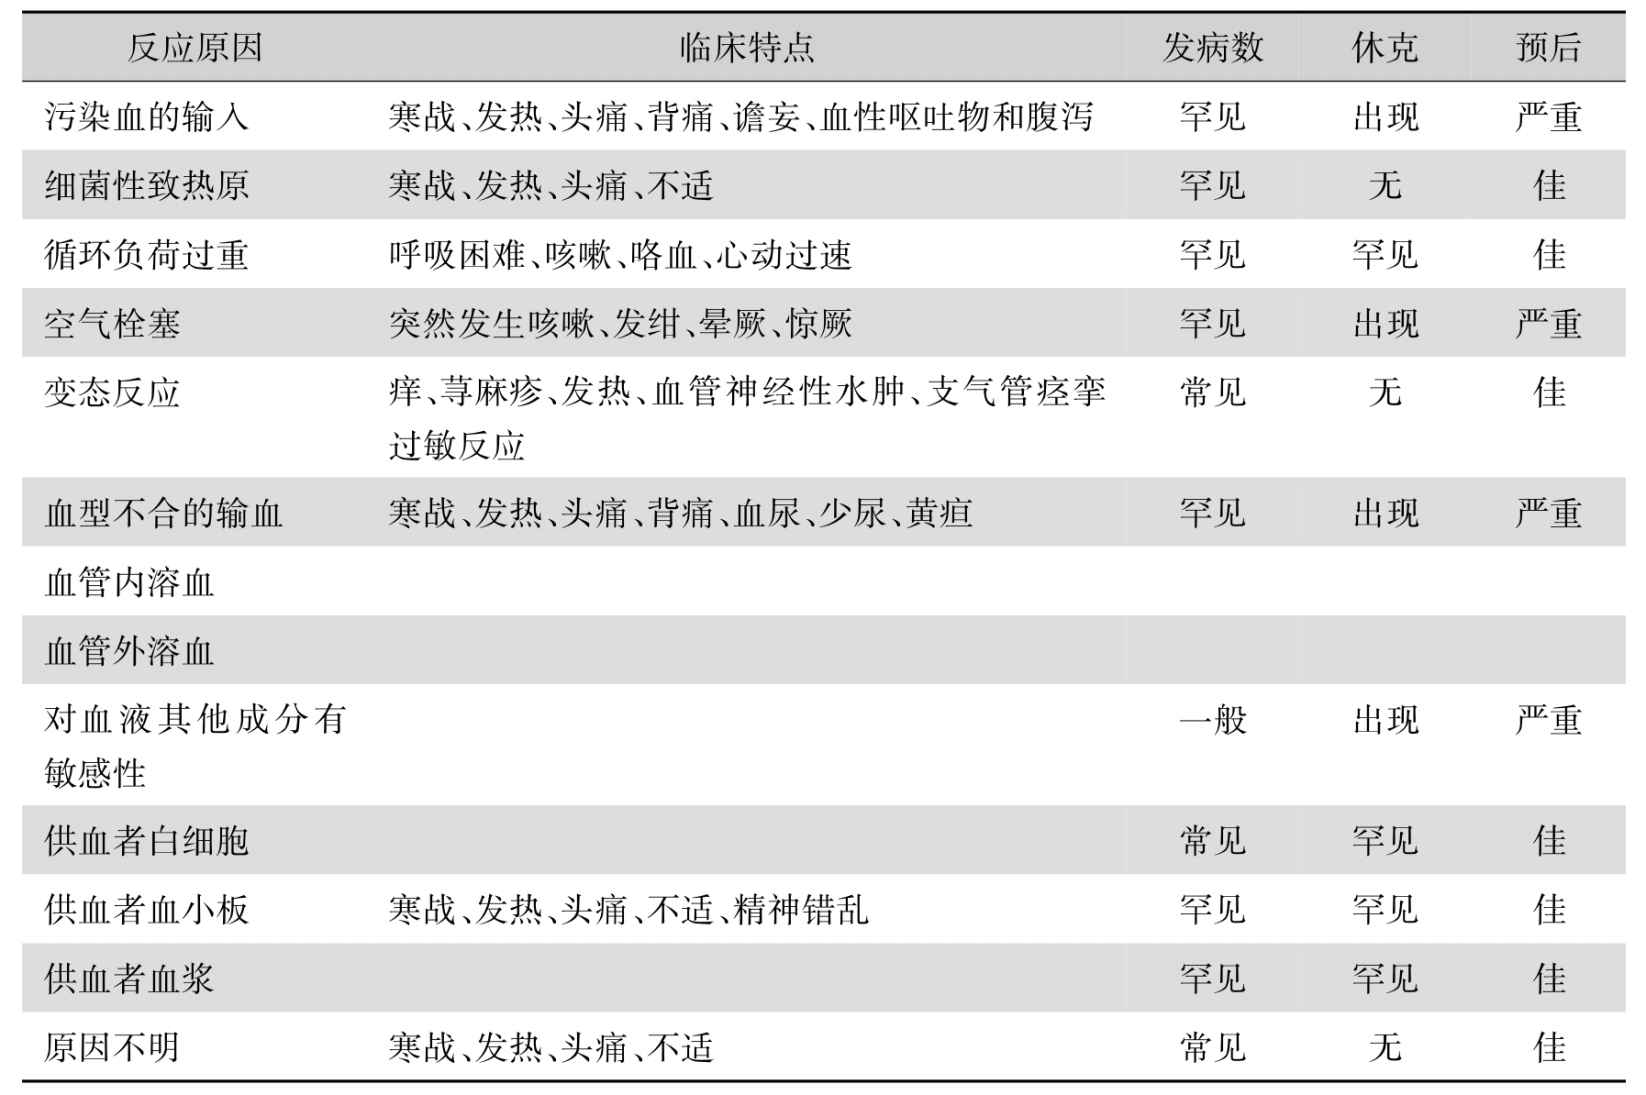 反应原因 临床特点 发病数 休克 预后
污染血的输入 寒战、发热、头痛、背痛、谵妄、血性呕吐物和腹泻 罕见 出现 严重
细菌性致热原 寒战、发热、头痛、不适 罕见 无 佳
循环负荷过重 呼吸困难、咳嗽、咯血、心动过速 罕见 罕见 佳
空气栓塞 突然发生咳嗽、发绀、晕厥、惊厥 罕见 出现 严重
变态反应 痒、荨麻疹、发热、血管神经性水肿、支气管痉挛 常见 无 佳
过敏反应
血型不合的输血 寒战、发热、头痛、背痛、血尿、少尿、黄疸 罕见 出现 严重
血管内溶血
血管外溶血
对血液其他成分有 一般 出现 严重
敏感性
供血者白细胞 常见 罕见 佳
供血者血小板 寒战、发热、头痛、不适、精神错乱 罕见 罕见 佳
供血者血浆 罕见 罕见 佳
原因不明 寒战、发热、头痛、不适 常见 无 佳